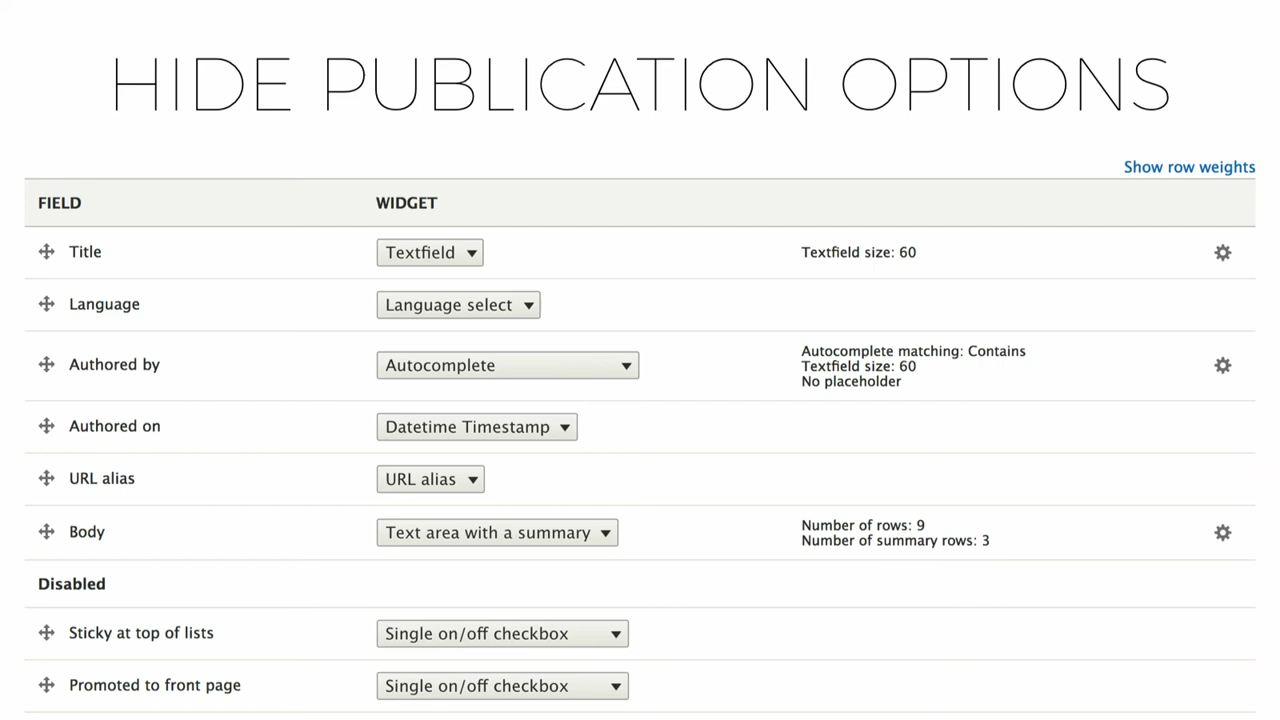 HIDE PUBLICATION OPTIONS
Show row weights
FIELD WIDGET
Title Textfield Textfield size: 60
Language Language select
Authored by Autocomplete Autocomplete matching: Contains
Textfield size: 60
No placeholder
Authored on Datetime Timestamp
URL alias URL alias
Body Text area with a summary Number of rows: 9
Number of summary rows: 3
Disabled
Sticky at top of lists Single on/off checkbox
Promoted to front page Single on/off checkbox